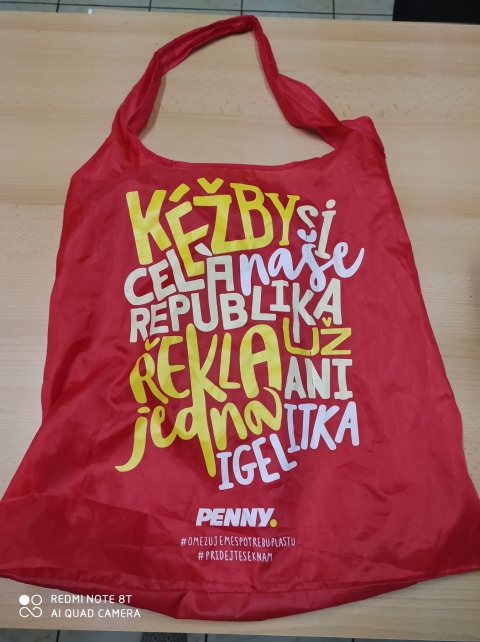 KÉŽBY SI
CELÁ naše
REPUBLIKA
ŘEKLA UŽ
jedna ANI
IGELITKA
PENNY.
#OMEZUJEMESPOTREBUPLASTU
#PRIDEJTESEKNAM
REDMI NOTE 8T
AI QUAD CAMERA